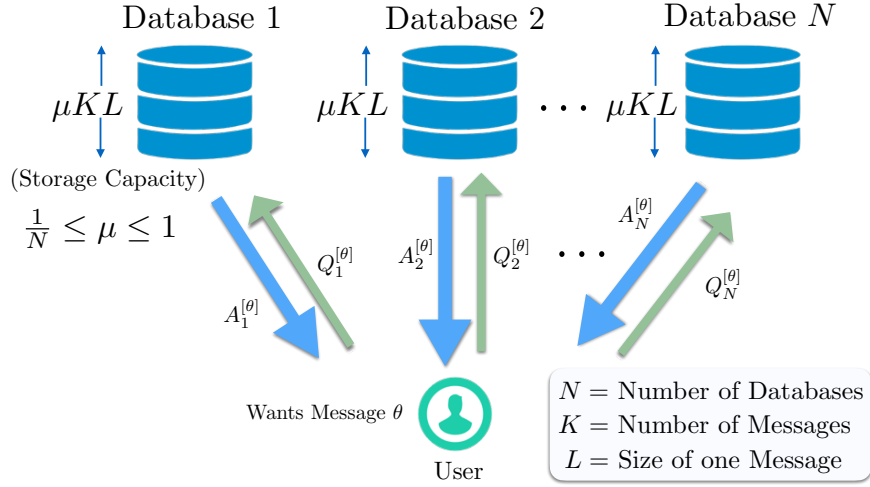 Database 1
Database 2
Database N
μKL
μKL
· · ·
μKL
(Storage Capacity)
1/N ≤ μ ≤ 1
A_1^{[θ]}
Q_1^{[θ]}
A_2^{[θ]}
Q_2^{[θ]}
· · ·
A_N^{[θ]}
Q_N^{[θ]}
Wants Message θ
User
N = Number of Databases
K = Number of Messages
L = Size of one Message